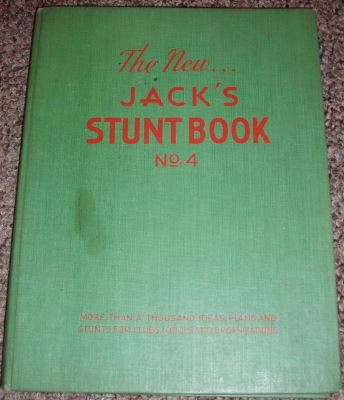 The New...
JACK'S
STUNT BOOK
No. 4
MORE THAN A THOUSAND IDEAS, PLANS AND
STUNTS FOR CLUBS, LODGES AND ORGANIZATIONS